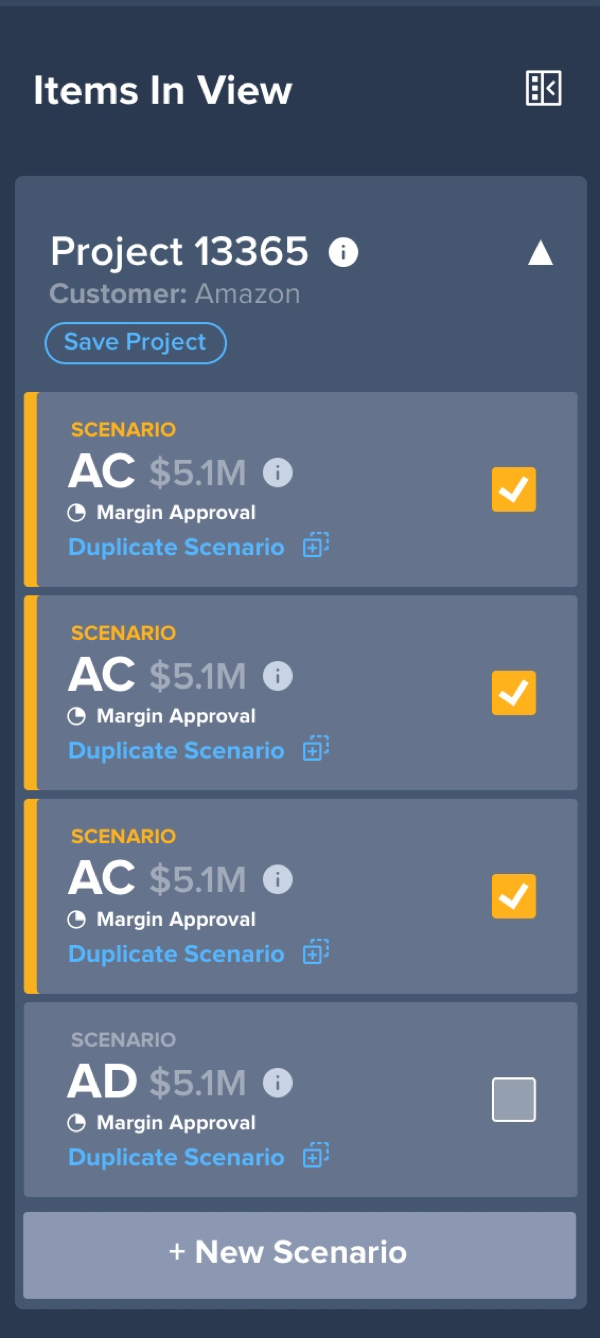 Items In View
Project 13365
Customer: Amazon
Save Project
SCENARIO
AC $5.1M
Margin Approval
Duplicate Scenario
SCENARIO
AC $5.1M
Margin Approval
Duplicate Scenario
SCENARIO
AC $5.1M
Margin Approval
Duplicate Scenario
SCENARIO
AD $5.1M
Margin Approval
Duplicate Scenario
+ New Scenario